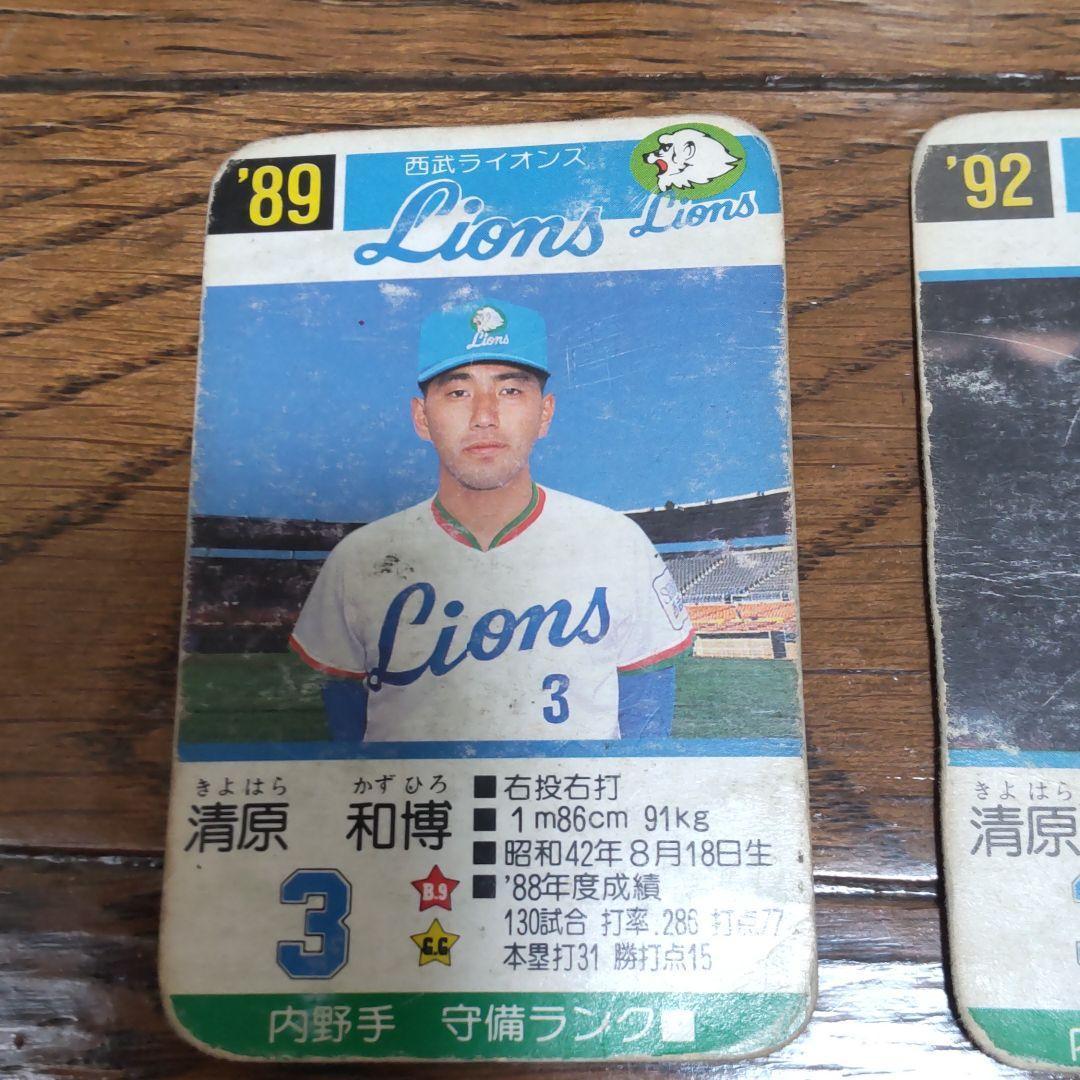 '89
西武ライオンズ
Lions
Lions
Lions
Lions
3
きよはら かずひろ
清原 和博
3
B.9
G.G
■右投右打
■1m86cm 91kg
■昭和42年8月18日生
■'88年度成績
130試合 打率.286 打点77
本塁打31 勝打点15
内野手 守備ランク
'92
きよはら
清原